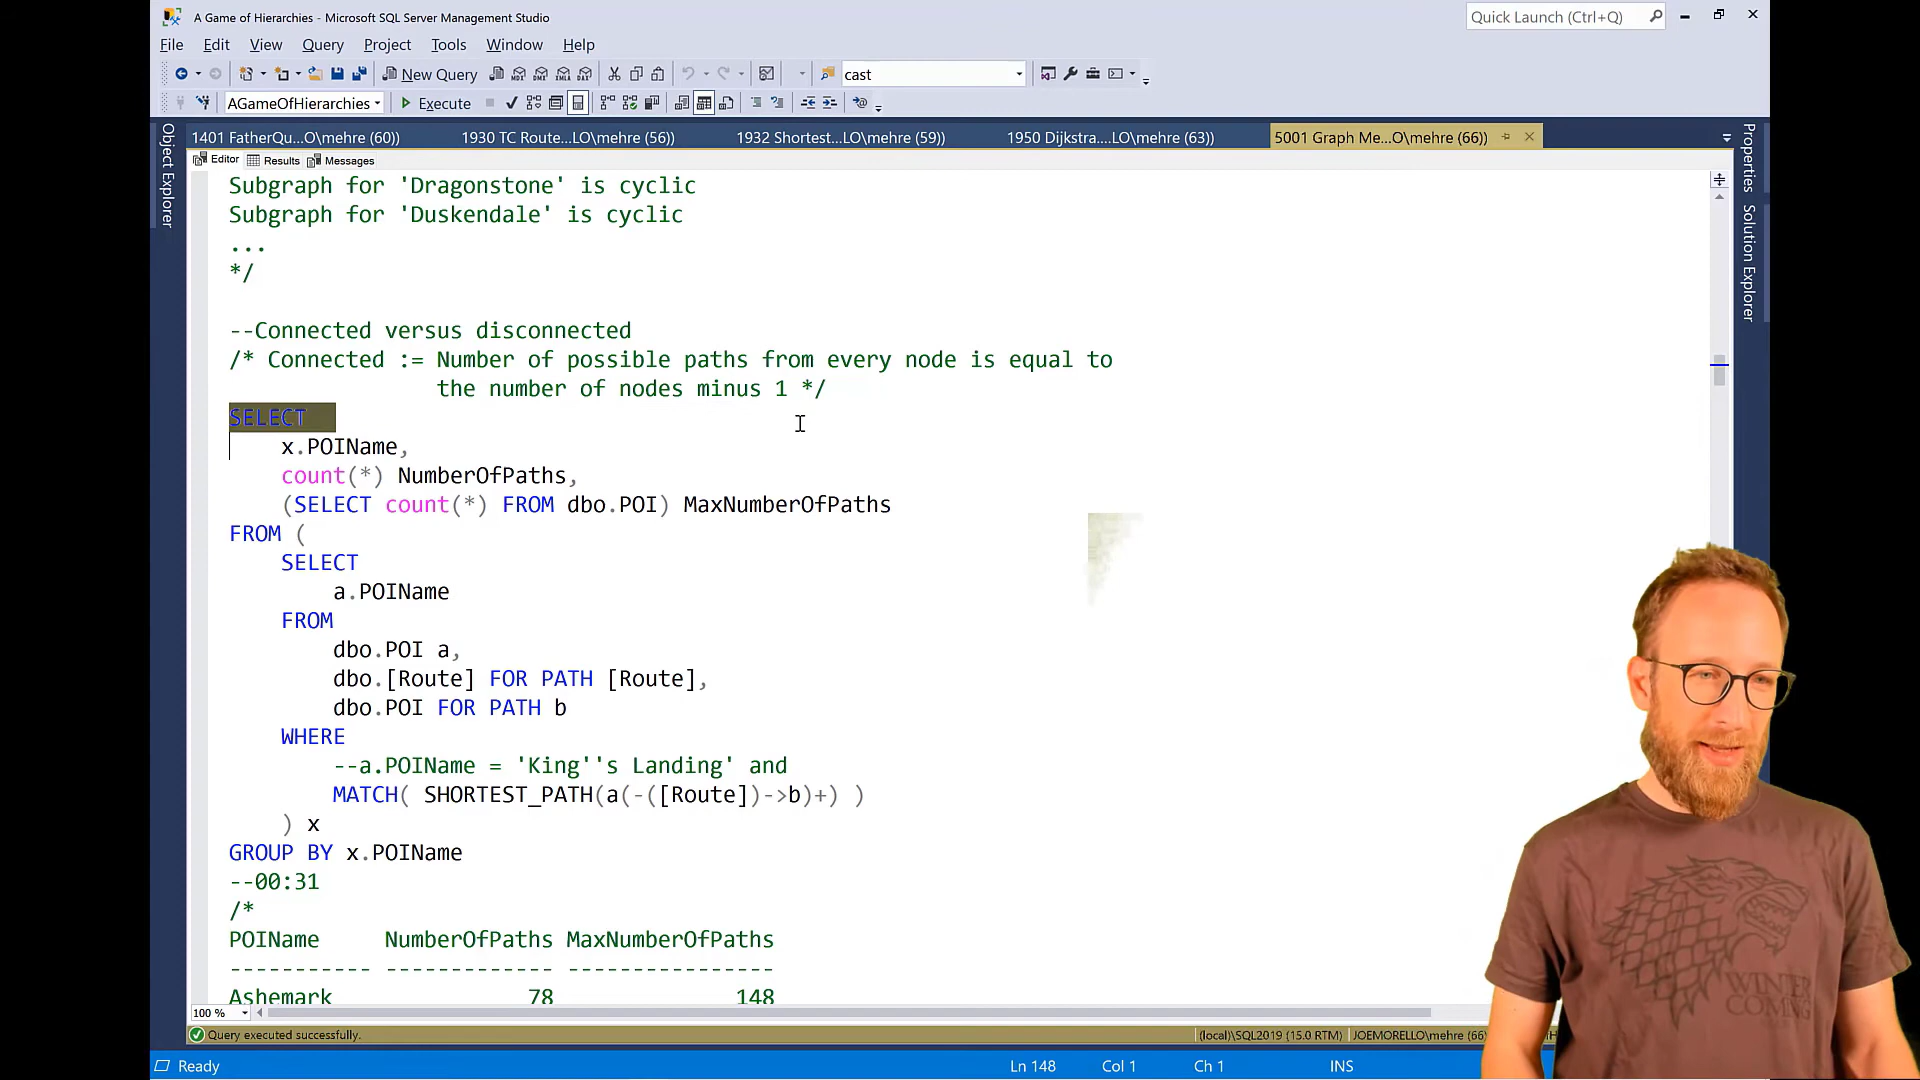 A Game of Hierarchies - Microsoft SQL Server Management Studio
Quick Launch (Ctrl+Q)
File Edit View Query Project Tools Window Help
New Query MDX DMX XMLA DAX cast
AGameOfHierarchies Execute
1401 FatherQu...O\mehre (60)) 1930 TC Route...LO\mehre (56)) 1932 Shortest...LO\mehre (59)) 1950 Dijkstra....LO\mehre (63)) 5001 Graph Me...O\mehre (66))
Object Explorer
Properties
Solution Explorer
Editor Results Messages
Subgraph for 'Dragonstone' is cyclic
Subgraph for 'Duskendale' is cyclic
...
*/
--Connected versus disconnected
/* Connected := Number of possible paths from every node is equal to
the number of nodes minus 1 */
SELECT
x.POIName,
count(*) NumberOfPaths,
(SELECT count(*) FROM dbo.POI) MaxNumberOfPaths
FROM (
SELECT
a.POIName
FROM
dbo.POI a,
dbo.[Route] FOR PATH [Route],
dbo.POI FOR PATH b
WHERE
--a.POIName = 'King''s Landing' and
MATCH( SHORTEST_PATH(a(-([Route])->b)+) )
) x
GROUP BY x.POIName
--00:31
/*
POIName NumberOfPaths MaxNumberOfPaths
----------- ------------- ----------------
Ashemark 78 148
100 %
Query executed successfully. (local)\SQL2019 (15.0 RTM) JOEMORELLO\mehre (66)
Ready Ln 148 Col 1 Ch 1 INS
WINTER
COMING